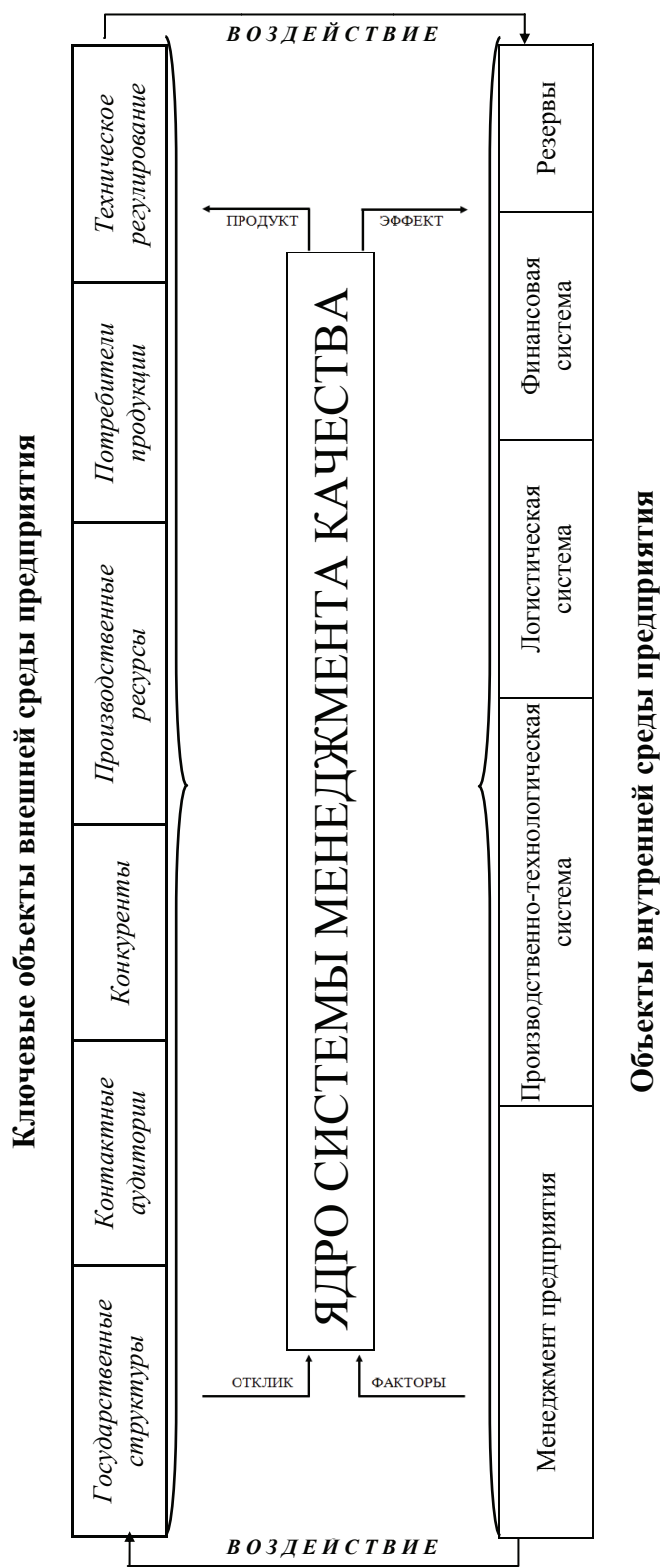 Ключевые объекты внешней среды предприятия
Государственные
структуры
Контактные
аудитории
Конкуренты
Производственные
ресурсы
Потребители
продукции
Техническое
регулирование
ВОЗДЕЙСТВИЕ
ВОЗДЕЙСТВИЕ
ОТКЛИК
ПРОДУКТ
ЯДРО СИСТЕМЫ МЕНЕДЖМЕНТА КАЧЕСТВА
ФАКТОРЫ
ЭФФЕКТ
Менеджмент предприятия
Производственно-технологическая
система
Логистическая
система
Финансовая
система
Резервы
Объекты внутренней среды предприятия